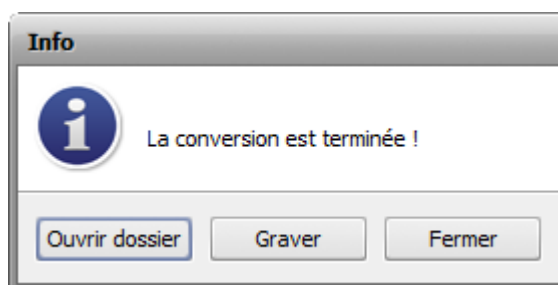 Info
La conversion est terminée !
Ouvrir dossier Graver Fermer